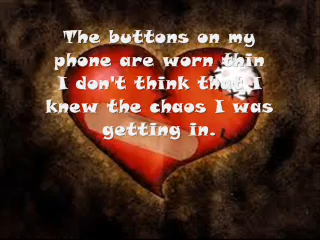 The buttons on my
phone are worn thin
I don't think that I
knew the chaos I was
getting in.